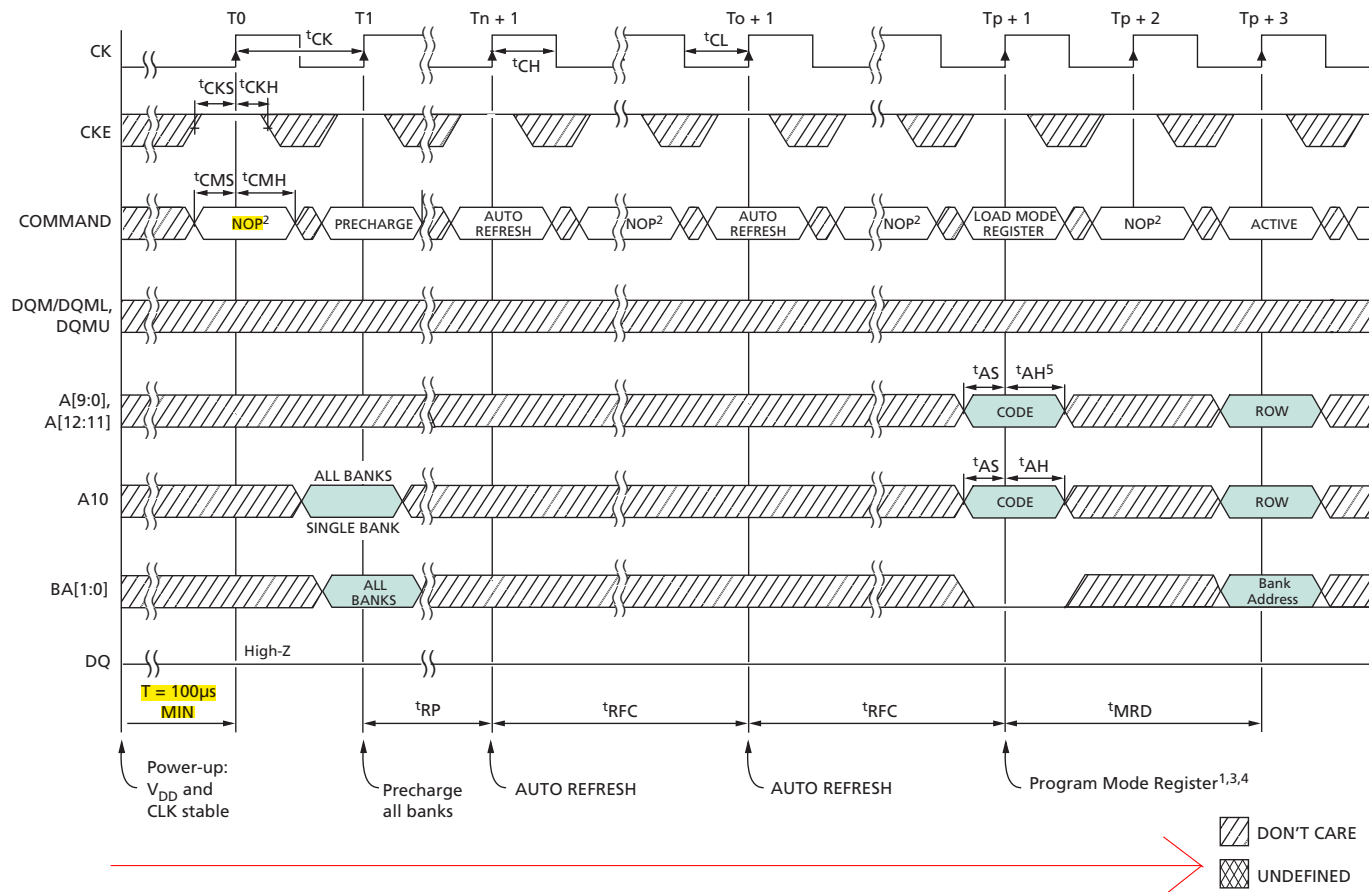 T0 T1 Tn + 1 To + 1 Tp + 1 Tp + 2 Tp + 3
CK
tCK
tCH
tCL
tCKS tCKH
CKE
tCMS tCMH
COMMAND
NOP2 PRECHARGE AUTO REFRESH NOP2 AUTO REFRESH NOP2 LOAD MODE REGISTER NOP2 ACTIVE
DQM/DQML,
DQMU
tAS tAH5
A[9:0],
A[12:11]
CODE ROW
ALL BANKS
tAS tAH
A10
CODE ROW
SINGLE BANK
BA[1:0]
ALL BANKS
Bank Address
High-Z
DQ
T = 100µs
MIN
tRP tRFC tRFC tMRD
Power-up:
VDD and
CLK stable
Precharge
all banks
AUTO REFRESH
AUTO REFRESH
Program Mode Register1,3,4
DON'T CARE
UNDEFINED